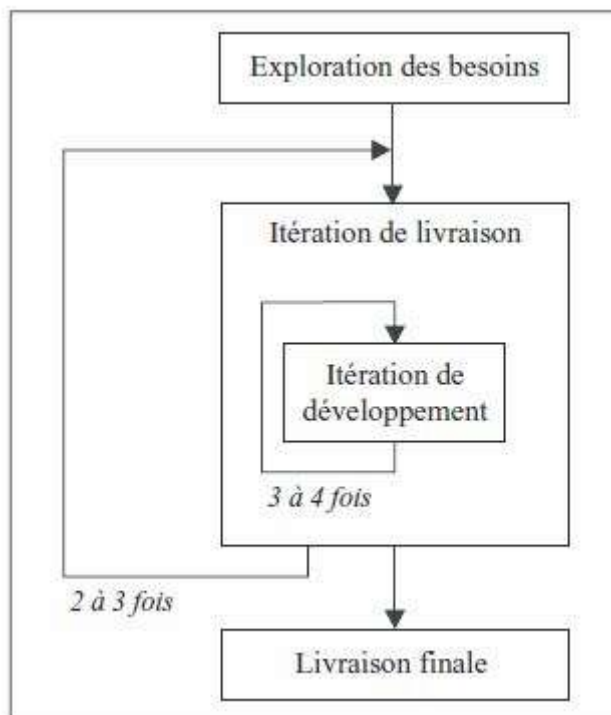 Exploration des besoins
Itération de livraison
Itération de
développement
3 à 4 fois
2 à 3 fois
Livraison finale